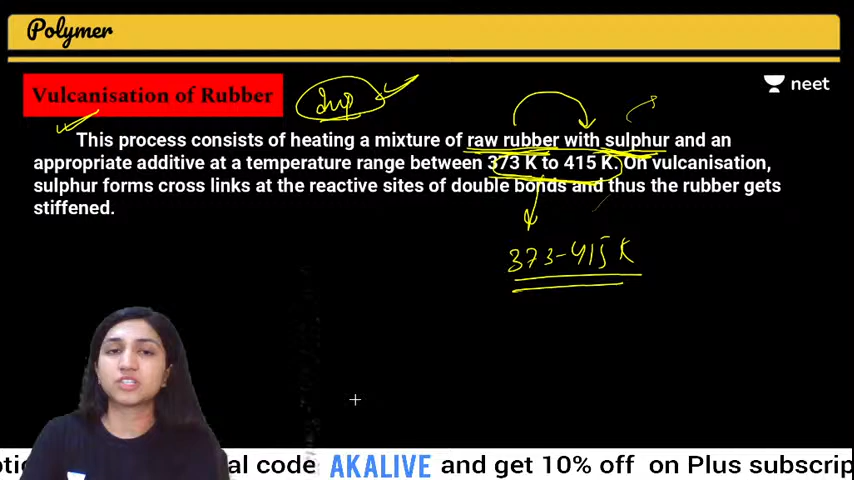 Polymer
Vulcanisation of Rubber
Imp
neet
This process consists of heating a mixture of raw rubber with sulphur and an
appropriate additive at a temperature range between 373 K to 415 K. On vulcanisation,
sulphur forms cross links at the reactive sites of double bonds and thus the rubber gets
stiffened.
373-415 K
al code AKALIVE and get 10% off on Plus subscrip